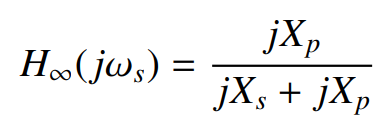 H∞(jωs) = jXp / (jXs + jXp)